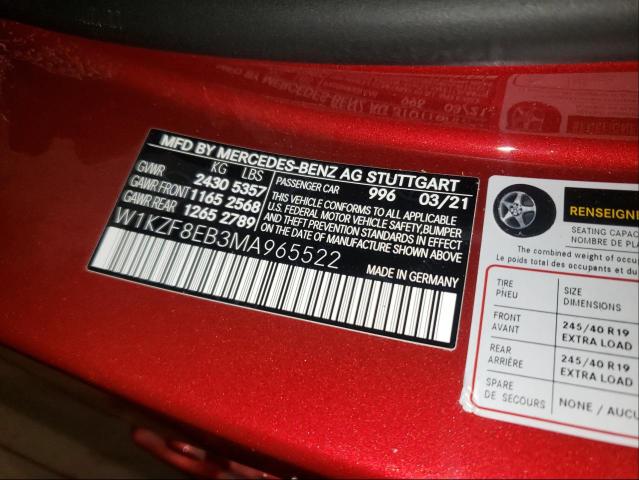 MFD BY MERCEDES-BENZ AG STUTTGART
KG LBS
GVWR 2430 5357
GAWR FRONT 1165 2568
GAWR REAR 1265 2789
PASSENGER CAR 996 03/21
THIS VEHICLE CONFORMS TO ALL APPLICABLE
U.S. FEDERAL MOTOR VEHICLE SAFETY, BUMPER
AND THEFT PREVENTION STANDARDS IN EFFECT
ON THE DATE OF MANUFACTURE SHOWN ABOVE
W1KZF8EB3MA965522
MADE IN GERMANY
SEATING CAPA
NOMBRE DE PLA
The combined weight of occupa
Le poids total des occupants et du
TIRE
PNEU
SIZE
DIMENSIONS
FRONT
AVANT
245/40 R19
EXTRA LOAD
REAR
ARRIÈRE
245/40 R19
EXTRA LOAD
SPARE
DE SECOURS
NONE / AUCU